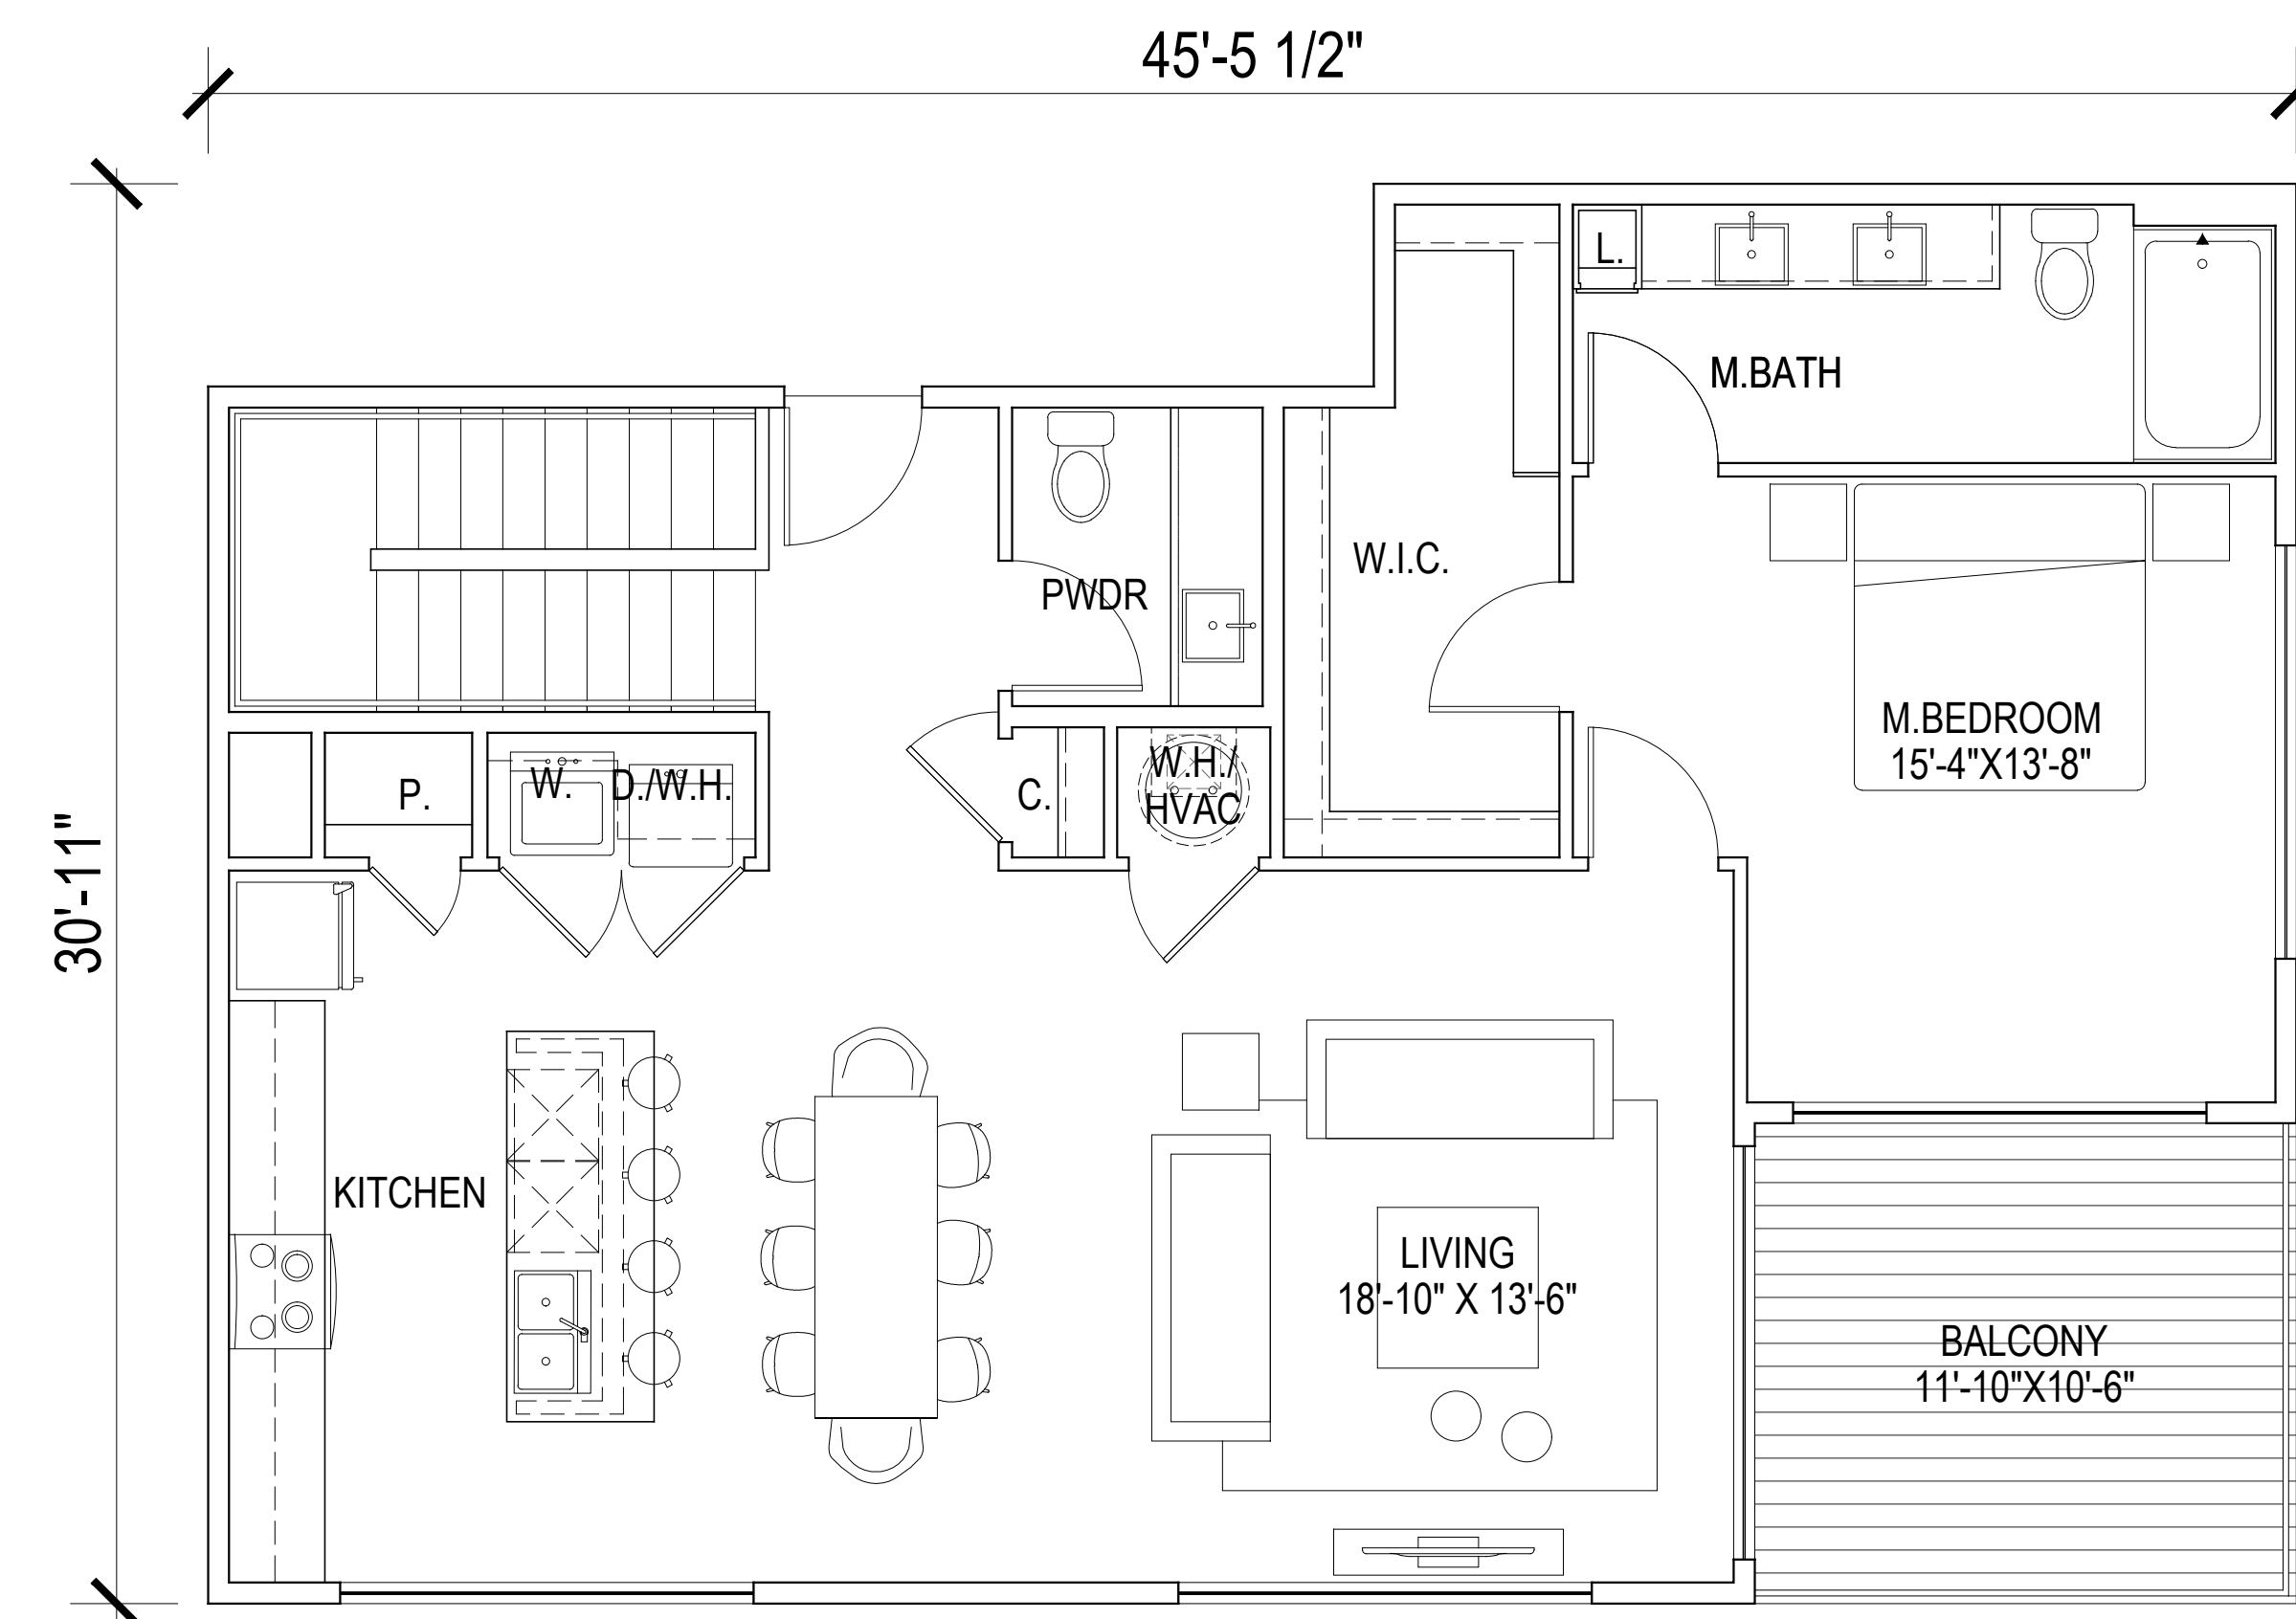 45'-5 1/2"
L.
M.BATH
W.I.C.
PWDR
M.BEDROOM
15'-4"X13'-8"
P.
W.
D./W.H.
C.
W.H./
HVAC
30'-11"
KITCHEN
LIVING
18'-10" X 13'-6"
BALCONY
11'-10"X10'-6"